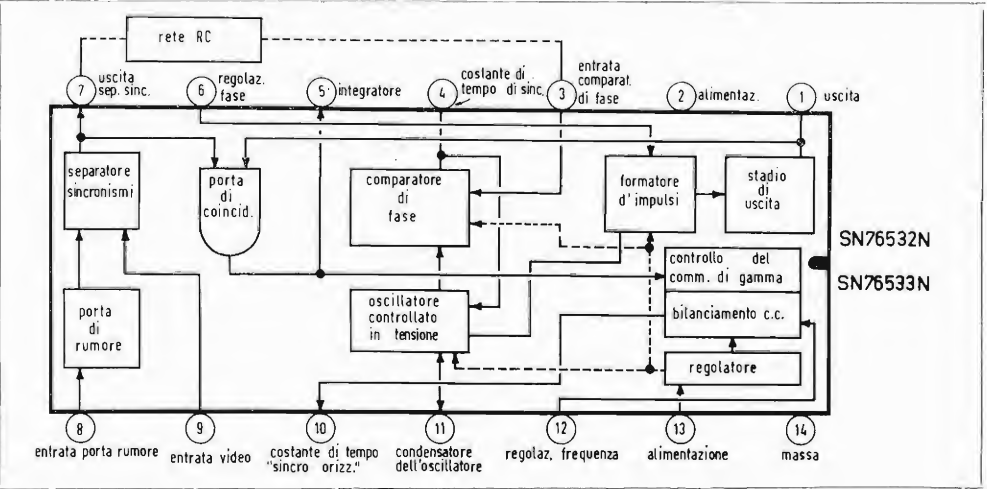 rete RC
7
uscita
sep. sinc.
6
regolaz.
fase
5
integratore
4
costante di
tempo di sinc.
3
entrata
comparat.
di fase
2
alimentaz.
1
uscita
separatore
sincronismi
porta
di
coincid.
comparatore
di
fase
formatore
d'impulsi
stadio
di
uscita
SN76532N
SN76533N
controllo del
comm. di gamma
bilanciamento c.c.
porta
di
rumore
oscillatore
controllato
in tensione
regolatore
8
entrata porta rumore
9
entrata video
10
costante di tempo
"sincro orizz."
11
condensatore
dell'oscillatore
12
regolaz. frequenza
13
alimentazione
14
massa